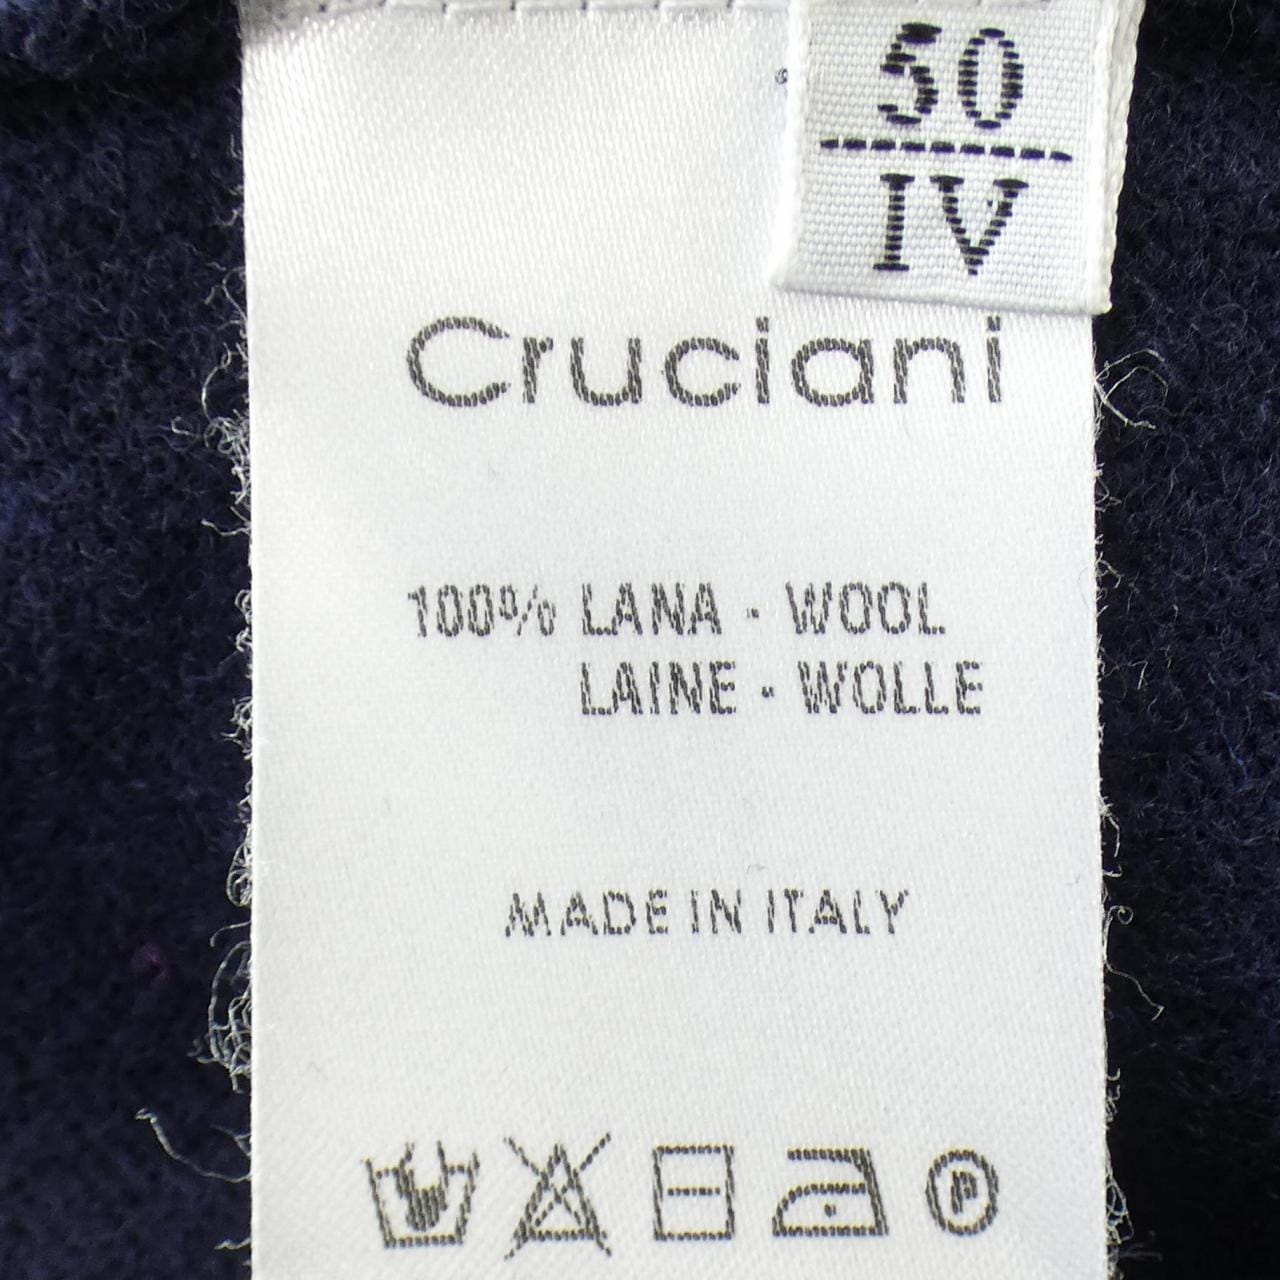 50
IV
Cruciani
100% LANA - WOOL
LAINE - WOLLE
MADE IN ITALY
P